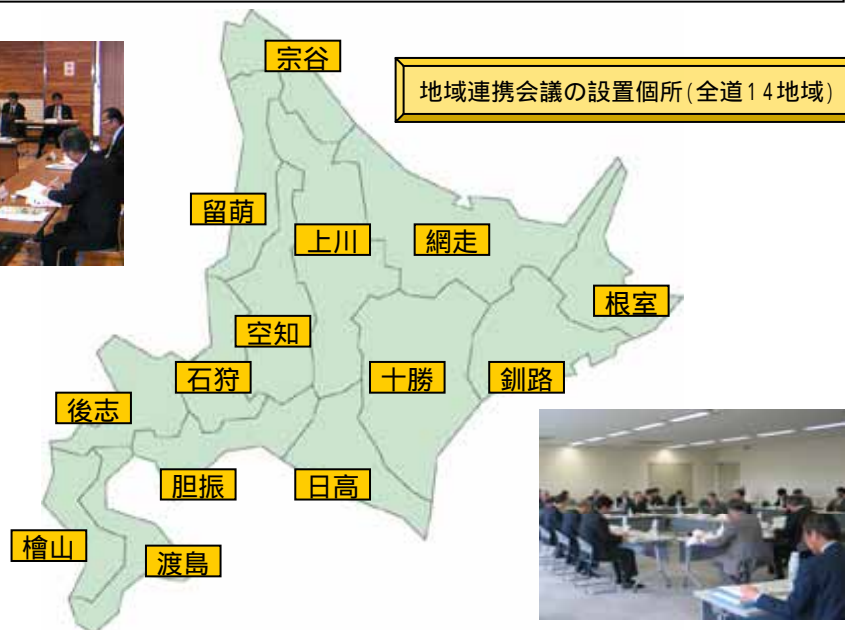 宗谷
地域連携会議の設置個所(全道14地域)
留萌
上川
網走
根室
空知
石狩
十勝
釧路
後志
胆振
日高
檜山
渡島